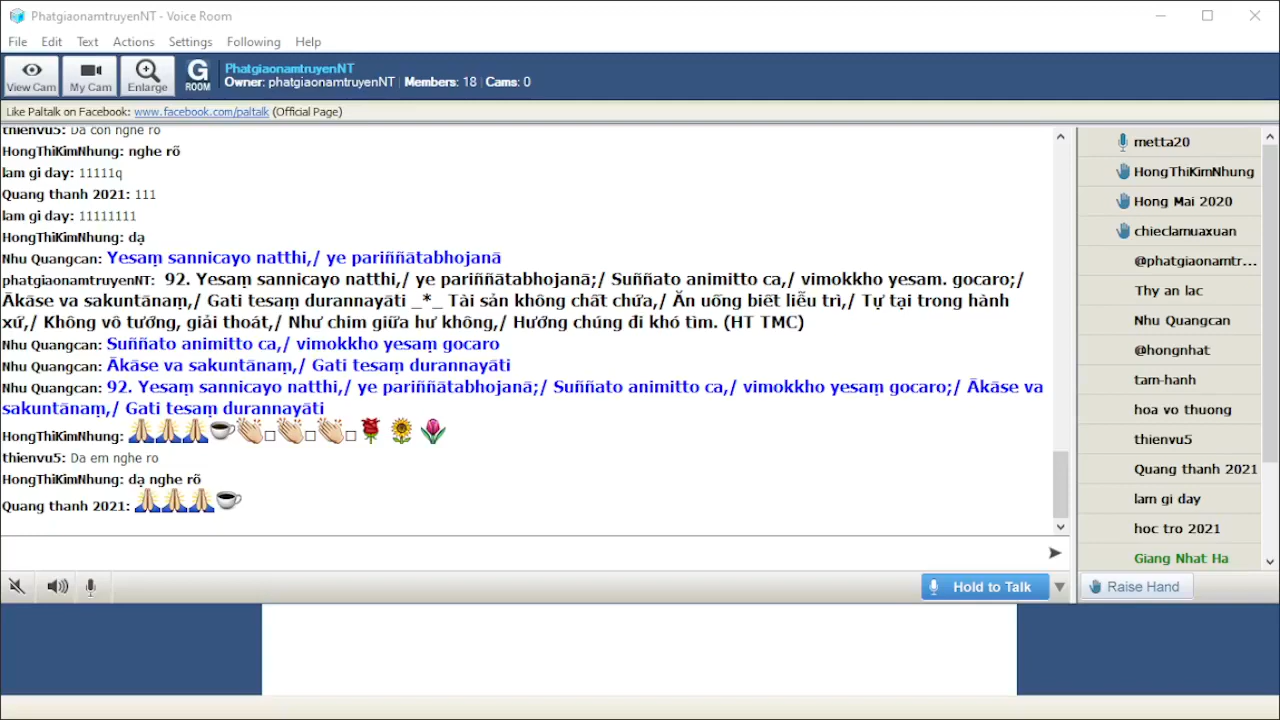 PhatgiaonamtruyenNT - Voice Room
File Edit Text Actions Settings Following Help
View Cam My Cam Enlarge G ROOM PhatgiaonamtruyenNT
Owner: phatgiaonamtruyenNT | Members: 18 | Cams: 0
Like Paltalk on Facebook: www.facebook.com/paltalk (Official Page)
thienvu5: Da con nghe ro
HongThiKimNhung: nghe rõ
lam gi day: 11111q
Quang thanh 2021: 111
lam gi day: 11111111
HongThiKimNhung: dạ
Nhu Quangcan: Yesaṃ sannicayo natthi,/ ye pariññātabhojanā
phatgiaonamtruyenNT: 92. Yesaṃ sannicayo natthi,/ ye pariññātabhojanā;/ Suññato animitto ca,/ vimokkho yesam. gocaro;/
Ākāse va sakuntānaṃ,/ Gati tesaṃ durannayāti _*_ Tài sản không chất chứa,/ Ăn uống biết liễu tri,/ Tự tại trong hành
xứ,/ Không vô tướng, giải thoát,/ Như chim giữa hư không,/ Hướng chúng đi khó tìm. (HT TMC)
Nhu Quangcan: Suññato animitto ca,/ vimokkho yesaṃ gocaro
Nhu Quangcan: Ākāse va sakuntānaṃ,/ Gati tesaṃ durannayāti
Nhu Quangcan: 92. Yesaṃ sannicayo natthi,/ ye pariññātabhojanā;/ Suññato animitto ca,/ vimokkho yesaṃ gocaro;/ Ākāse va
sakuntānaṃ,/ Gati tesaṃ durannayāti
HongThiKimNhung: 🙏🙏🙏☕👏□👏□👏□🌹🌻🌷
thienvu5: Da em nghe ro
HongThiKimNhung: dạ nghe rõ
Quang thanh 2021: 🙏🙏🙏☕
Hold to Talk
metta20
HongThiKimNhung
Hong Mai 2020
chieclamuaxuan
@phatgiaonamtr...
Thy an lac
Nhu Quangcan
@hongnhat
tam-hanh
hoa vo thuong
thienvu5
Quang thanh 2021
lam gi day
hoc tro 2021
Giang Nhat Ha
Raise Hand